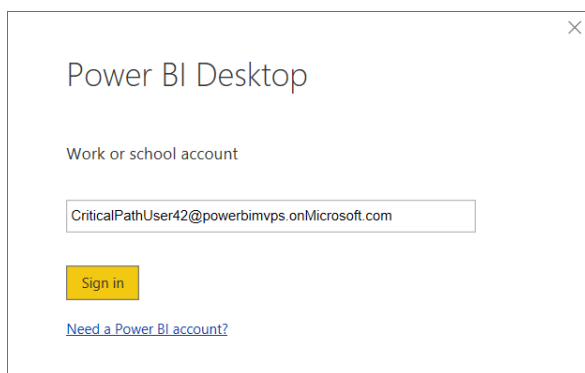 Power BI Desktop
Work or school account
CriticalPathUser42@powerbimvps.onMicrosoft.com
Sign in
Need a Power BI account?